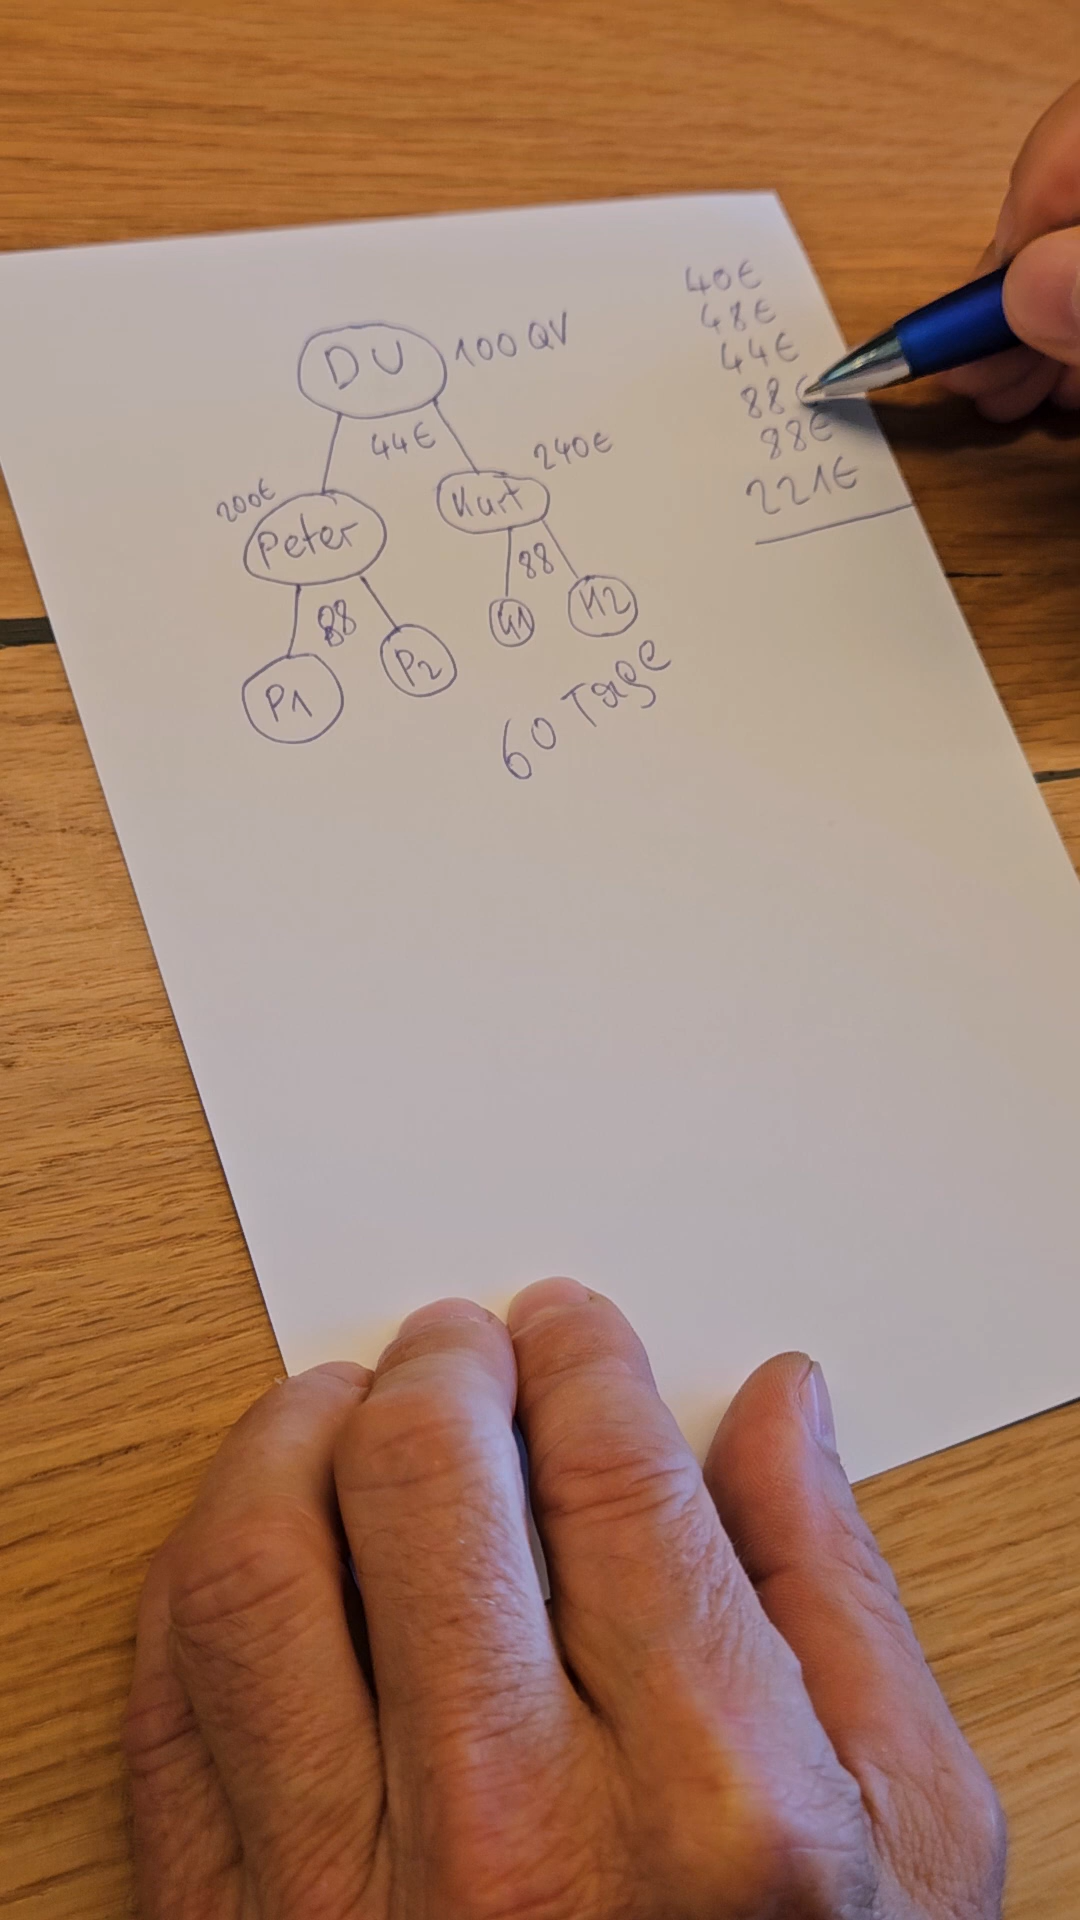 DU 100 QV
44€
200€
Peter
240€
Kurt
88
P1
P2
88
K1
K2
60 Tage
40€
48€
44€
88€
88€
221€